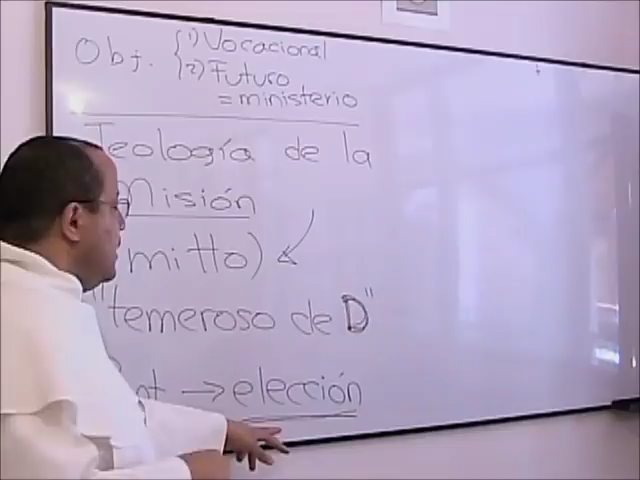 Obj. { 1) Vocacional
2) Futuro
= ministerio
Teología de la
Misión
mitto)
"temeroso de D"
→ elección